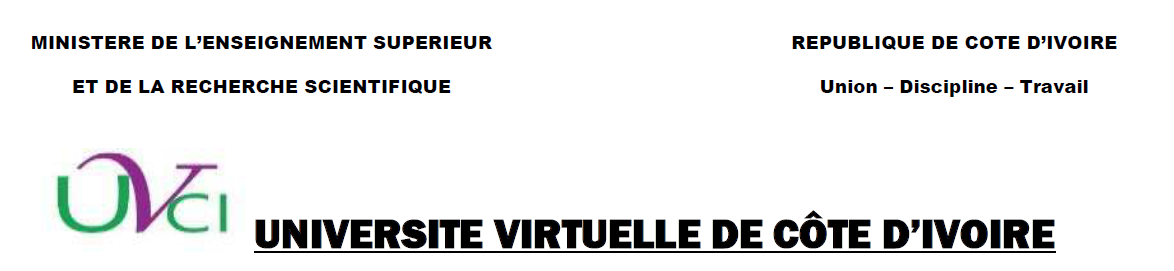 MINISTERE DE L’ENSEIGNEMENT SUPERIEUR
ET DE LA RECHERCHE SCIENTIFIQUE
REPUBLIQUE DE COTE D’IVOIRE
Union – Discipline – Travail
UVCI
UNIVERSITE VIRTUELLE DE CÔTE D’IVOIRE